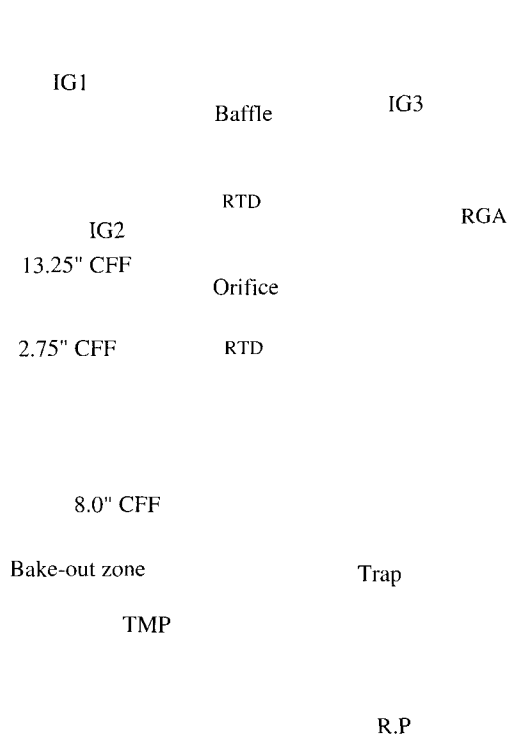 IG1
IG3
Baffle
RTD
RGA
IG2
13.25" CFF
Orifice
2.75" CFF
RTD
8.0" CFF
Bake-out zone
Trap
TMP
R.P